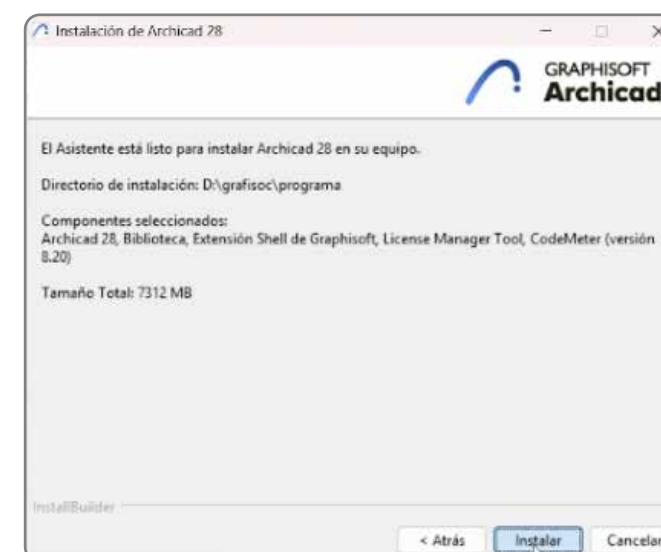 Instalación de Archicad 28
GRAPHISOFT
Archicad
El Asistente está listo para instalar Archicad 28 en su equipo.
Directorio de instalación: D:\grafisoc\programa
Componentes seleccionados:
Archicad 28, Biblioteca, Extensión Shell de Graphisoft, License Manager Tool, CodeMeter (versión
8.20)
Tamaño Total: 7312 MB
InstallBuilder
< Atrás Instalar Cancelar